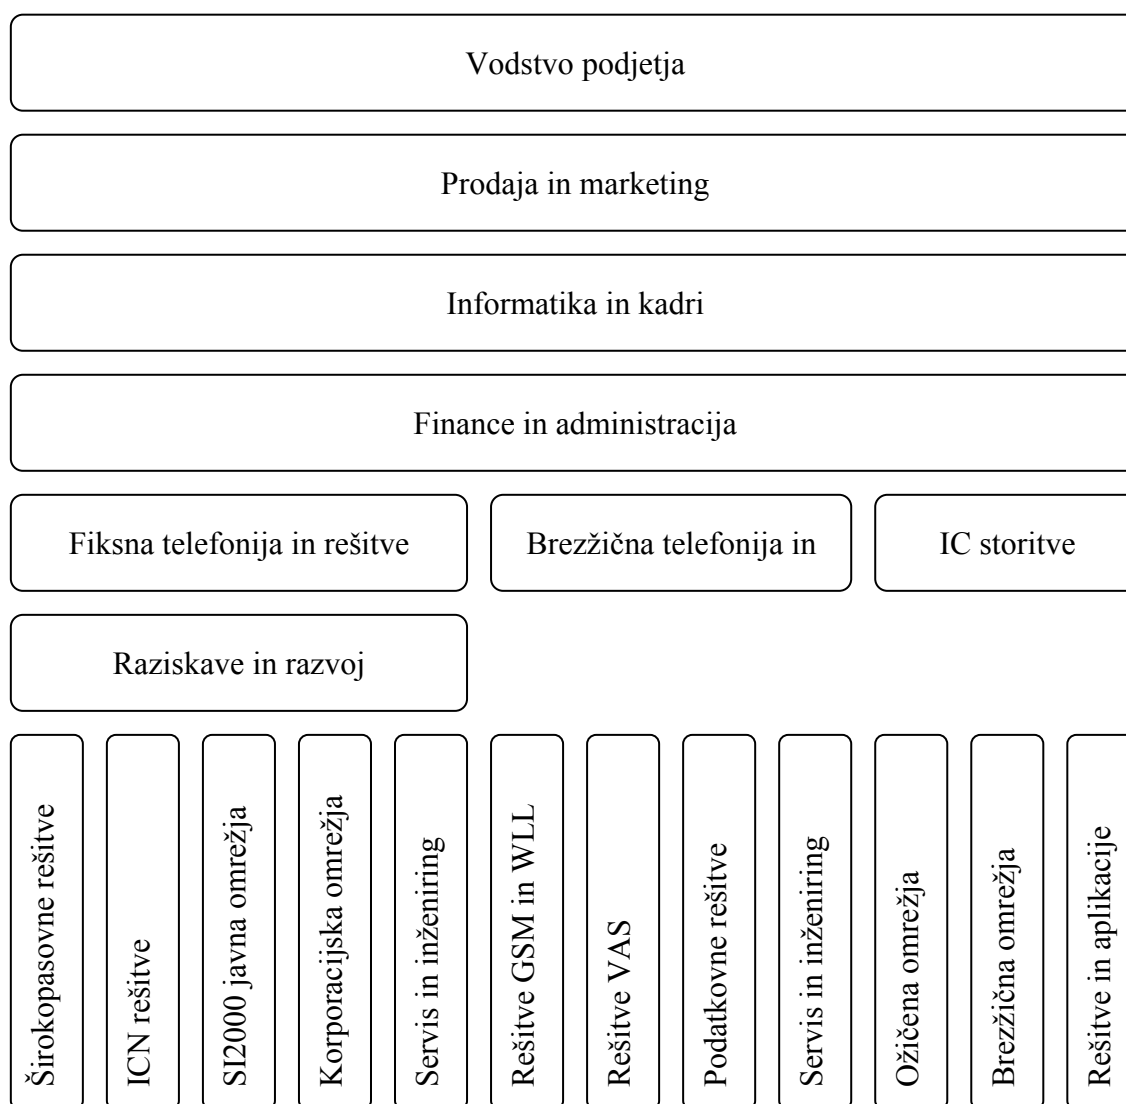 Vodstvo podjetja
Prodaja in marketing
Informatika in kadri
Finance in administracija
Fiksna telefonija in rešitve
Brezžična telefonija in
IC storitve
Raziskave in razvoj
Širokopasovne rešitve
ICN rešitve
SI2000 javna omrežja
Korporacijska omrežja
Servis in inženiring
Rešitve GSM in WLL
Rešitve VAS
Podatkovne rešitve
Servis in inženiring
Ožičena omrežja
Brezžična omrežja
Rešitve in aplikacije